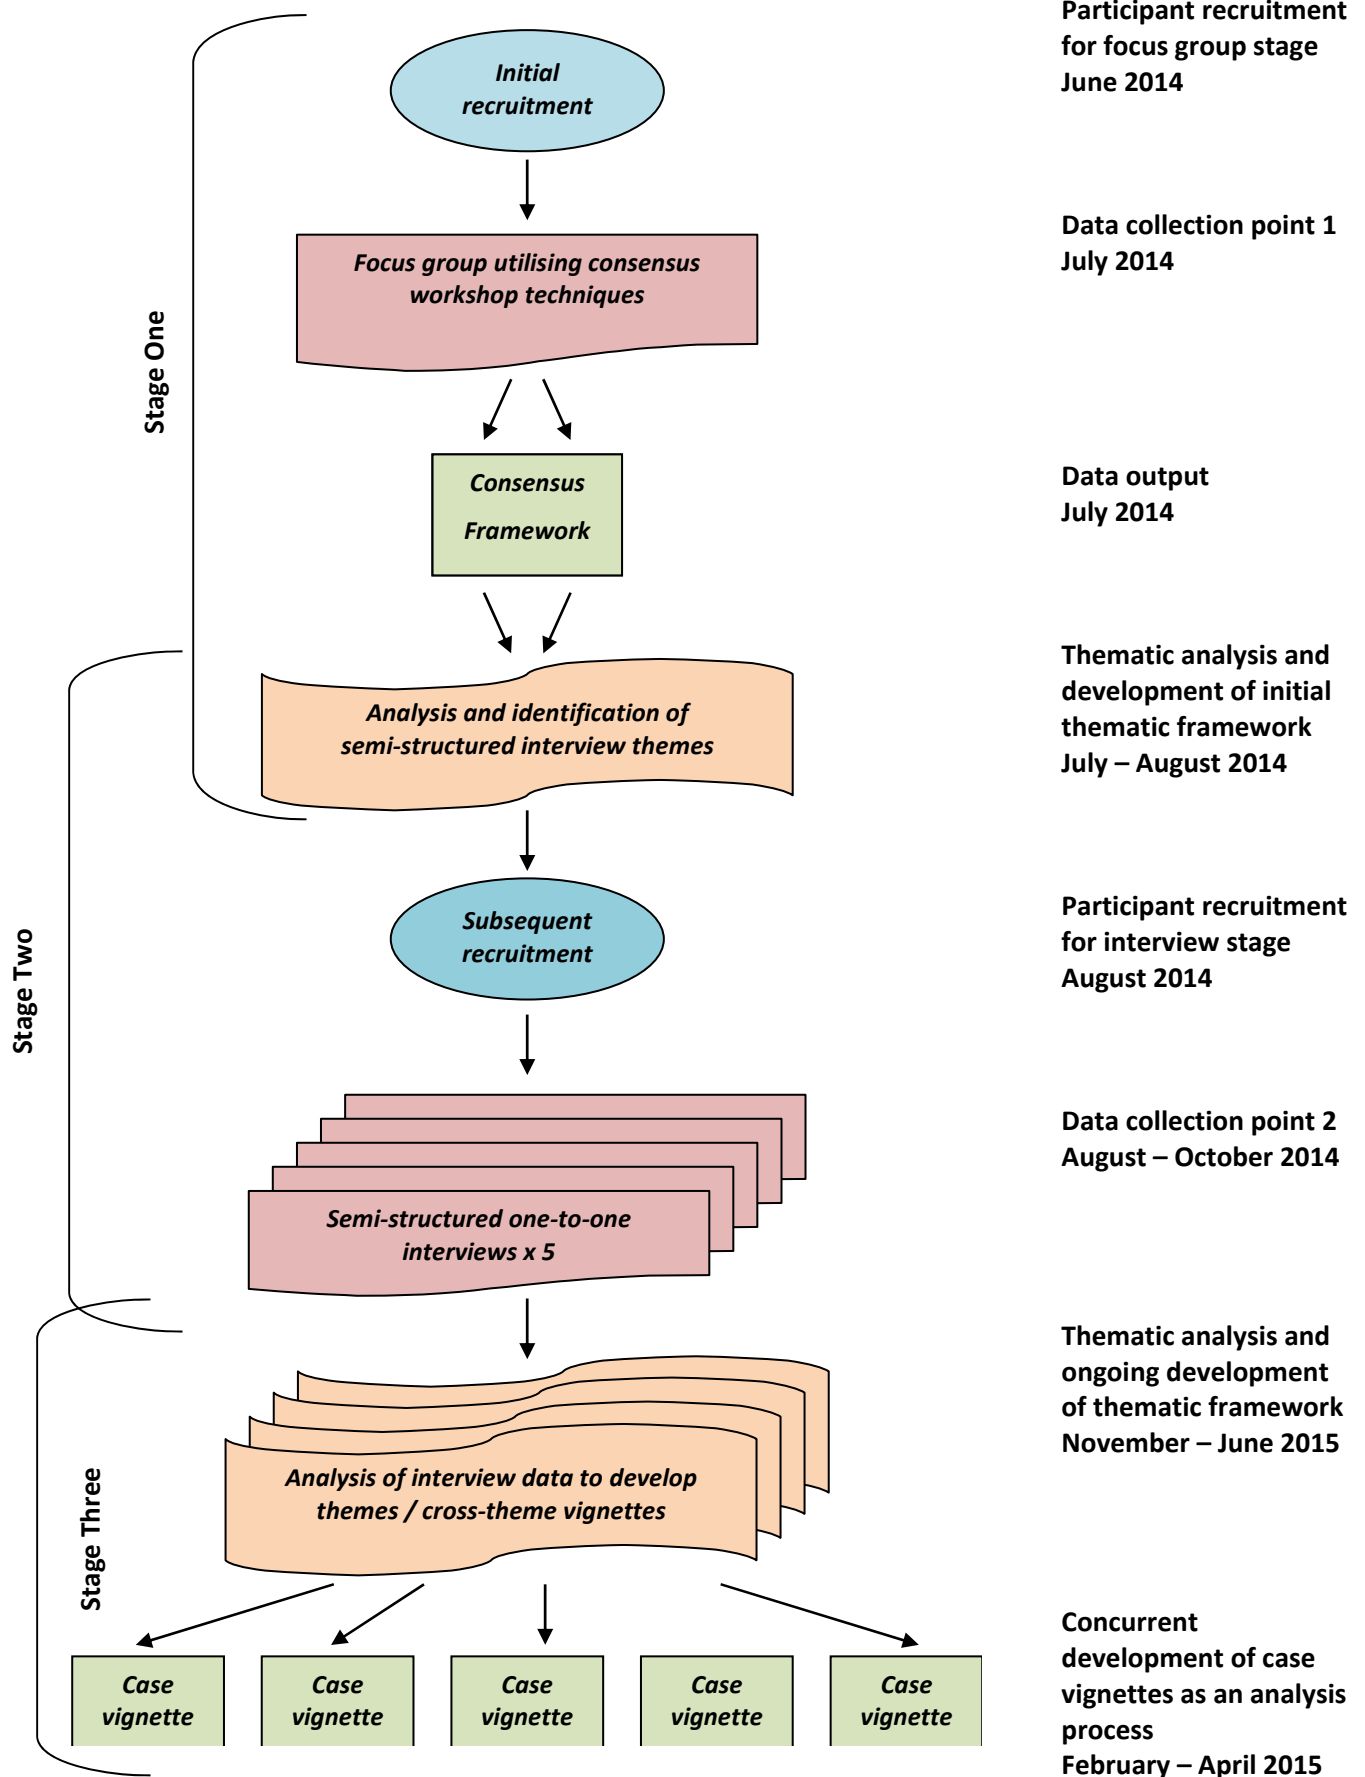 Participant recruitment
for focus group stage
June 2014
Initial
recruitment
Data collection point 1
July 2014
Focus group utilising consensus
workshop techniques
Stage One
Data output
July 2014
Consensus
Framework
Thematic analysis and
development of initial
thematic framework
July – August 2014
Analysis and identification of
semi-structured interview themes
Participant recruitment
for interview stage
August 2014
Subsequent
recruitment
Stage Two
Data collection point 2
August – October 2014
Semi-structured one-to-one
interviews x 5
Thematic analysis and
ongoing development
of thematic framework
November – June 2015
Analysis of interview data to develop
themes / cross-theme vignettes
Stage Three
Concurrent
development of case
vignettes as an analysis
process
February – April 2015
Case
vignette
Case
vignette
Case
vignette
Case
vignette
Case
vignette